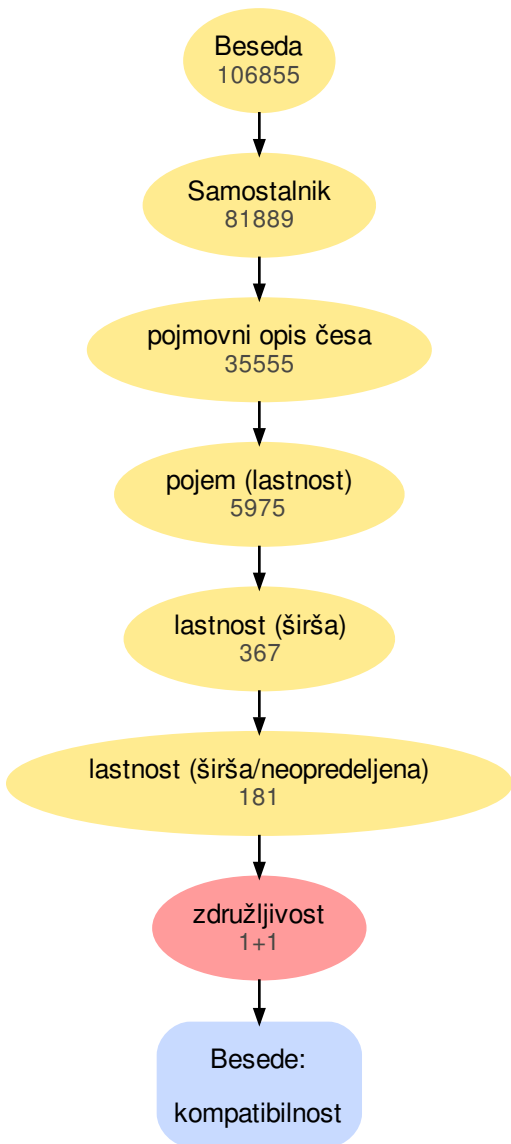 Beseda
106855
Samostalnik
81889
pojmovni opis česa
35555
pojem (lastnost)
5975
lastnost (širša)
367
lastnost (širša/neopredeljena)
181
združljivost
1+1
Besede:
kompatibilnost